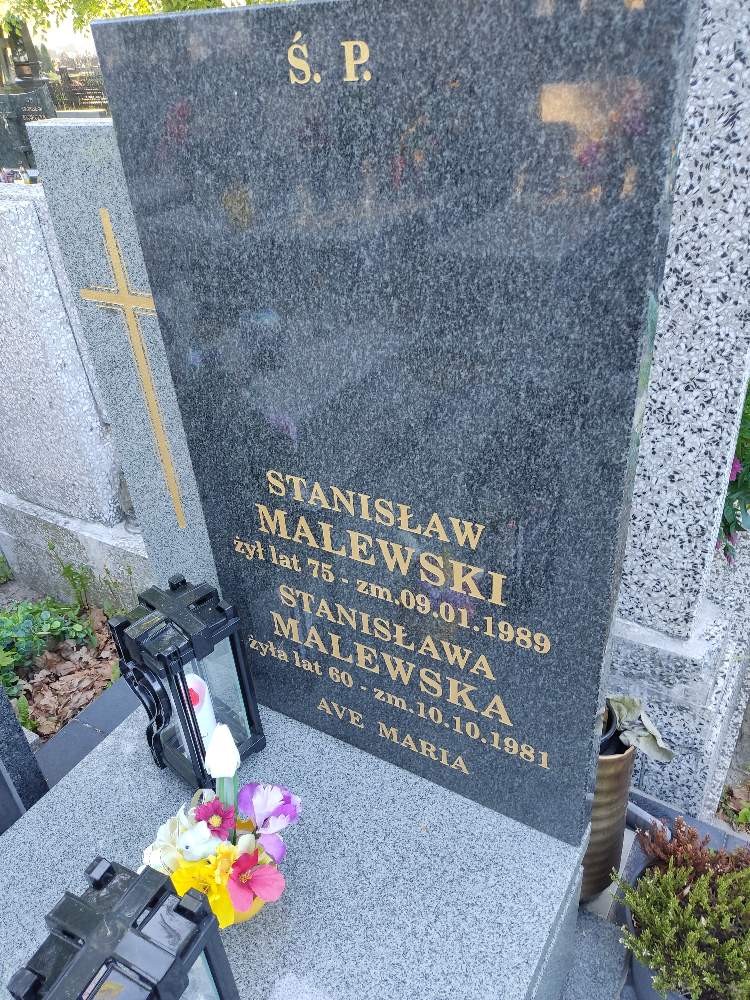 Ś. P.
STANISŁAW
MALEWSKI
żył lat 75 - zm.09.01.1989
STANISŁAWA
MALEWSKA
żyła lat 60 - zm.10.10.1981
AVE MARIA